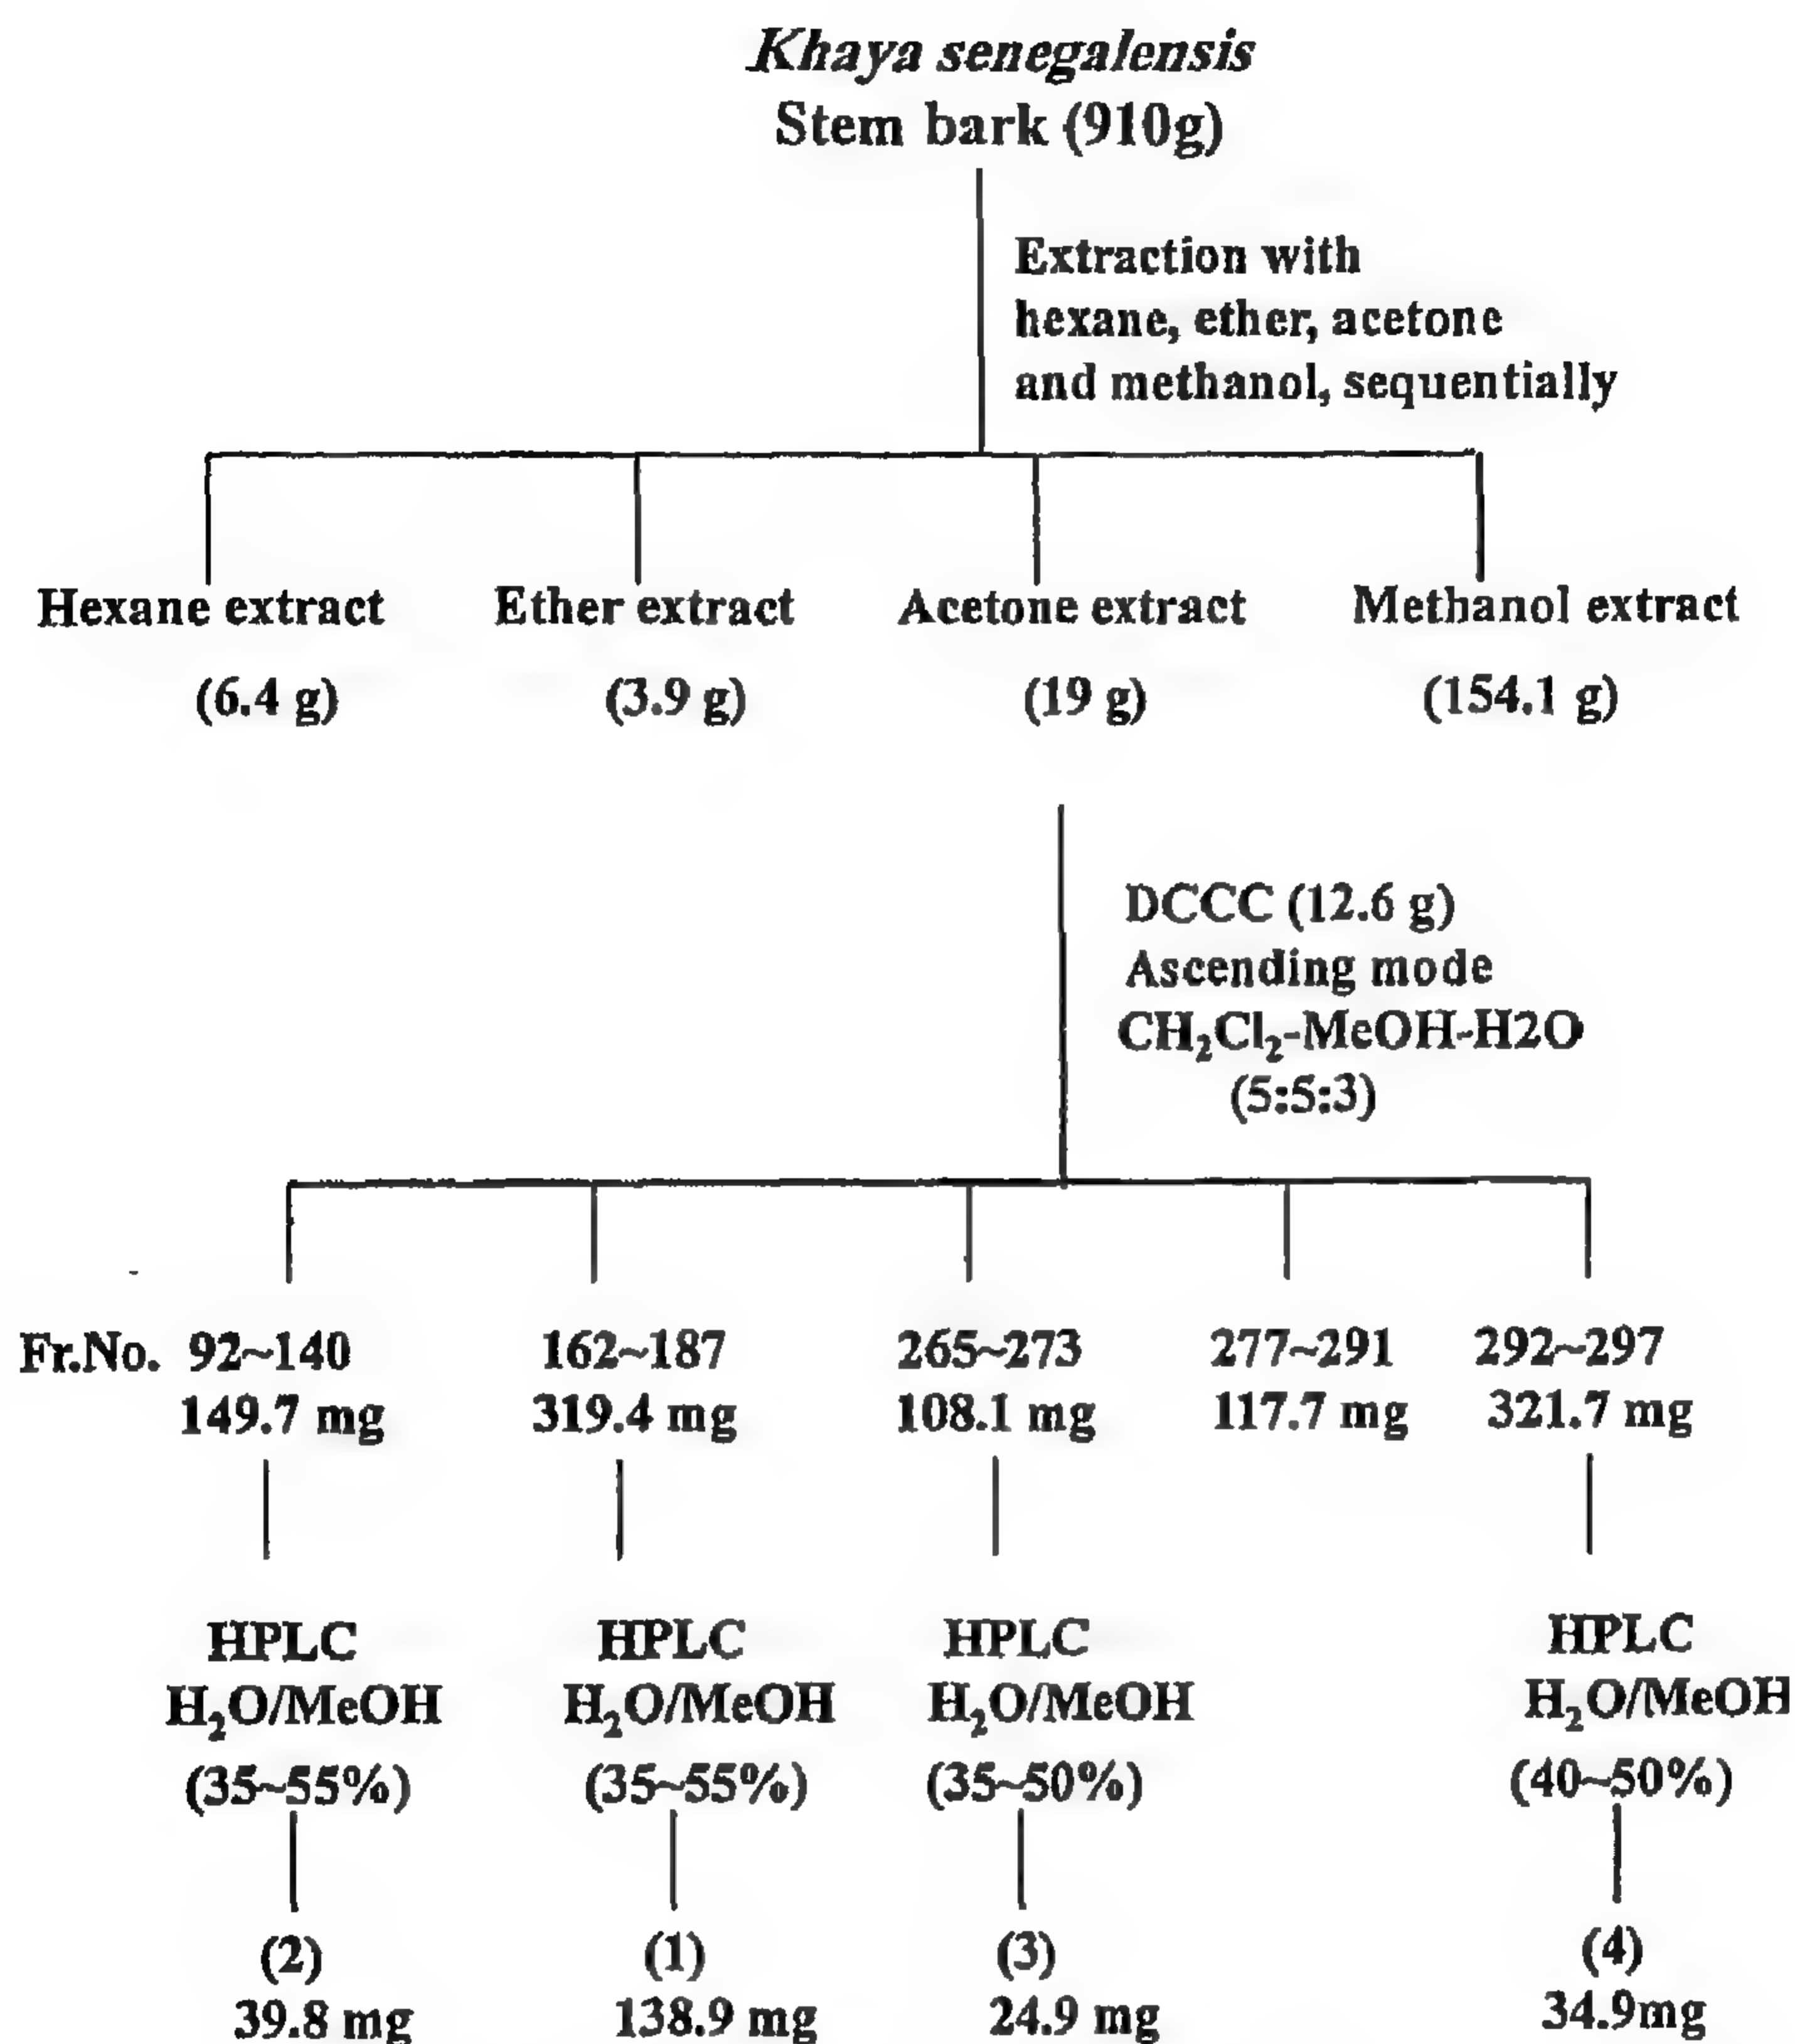 Khaya senegalensis
Stem bark (910g)
Extraction with
hexane, ether, acetone
and methanol, sequentially
Hexane extract Ether extract Acetone extract Methanol extract
(6.4 g) (3.9 g) (19 g) (154.1 g)
DCCC (12.6 g)
Ascending mode
CH₂Cl₂-MeOH-H2O
(5:5:3)
Fr.No. 92~140 162~187 265~273 277~291 292~297
149.7 mg 319.4 mg 108.1 mg 117.7 mg 321.7 mg
HPLC HPLC HPLC HPLC
H₂O/MeOH H₂O/MeOH H₂O/MeOH H₂O/MeOH
(35~55%) (35~55%) (35~50%) (40~50%)
(2) (1) (3) (4)
39.8 mg 138.9 mg 24.9 mg 34.9mg